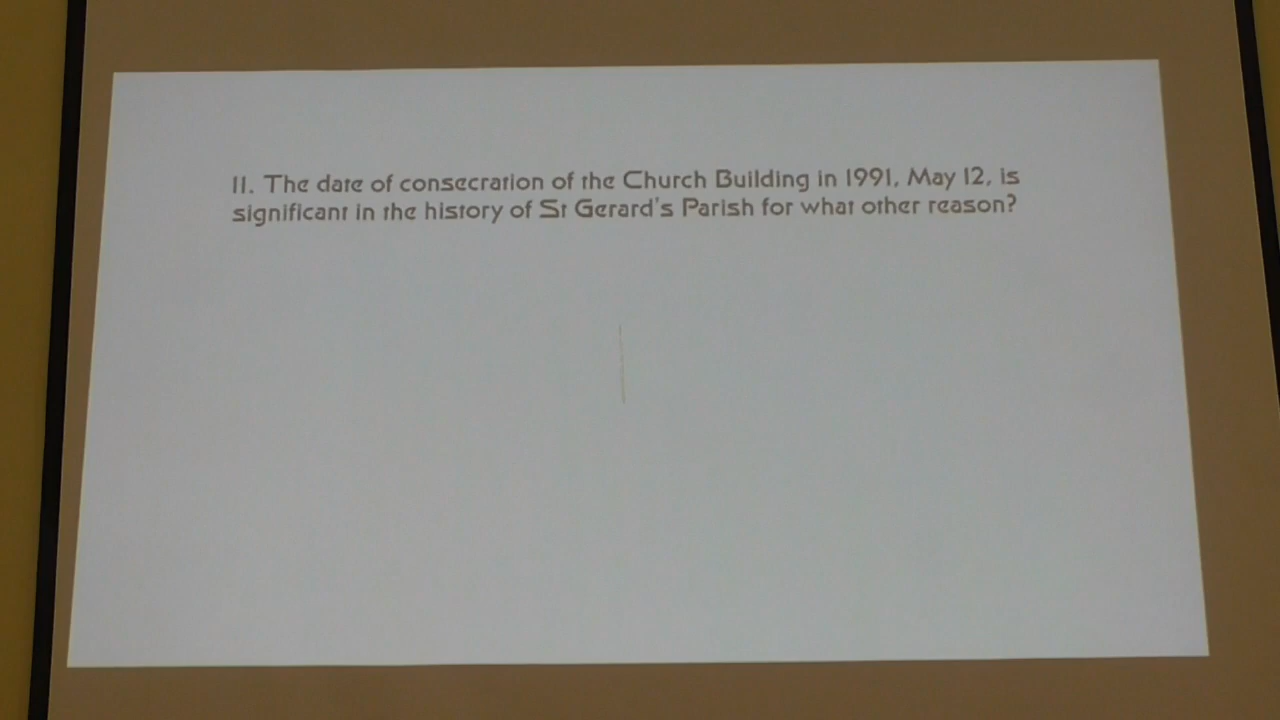 11. The date of consecration of the Church Building in 1991, May 12, is
significant in the history of St Gerard's Parish for what other reason?